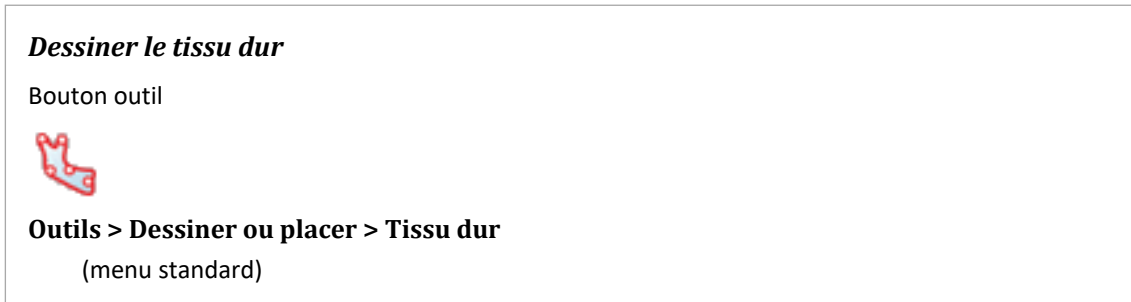 Dessiner le tissu dur
Bouton outil
Outils > Dessiner ou placer > Tissu dur
(menu standard)